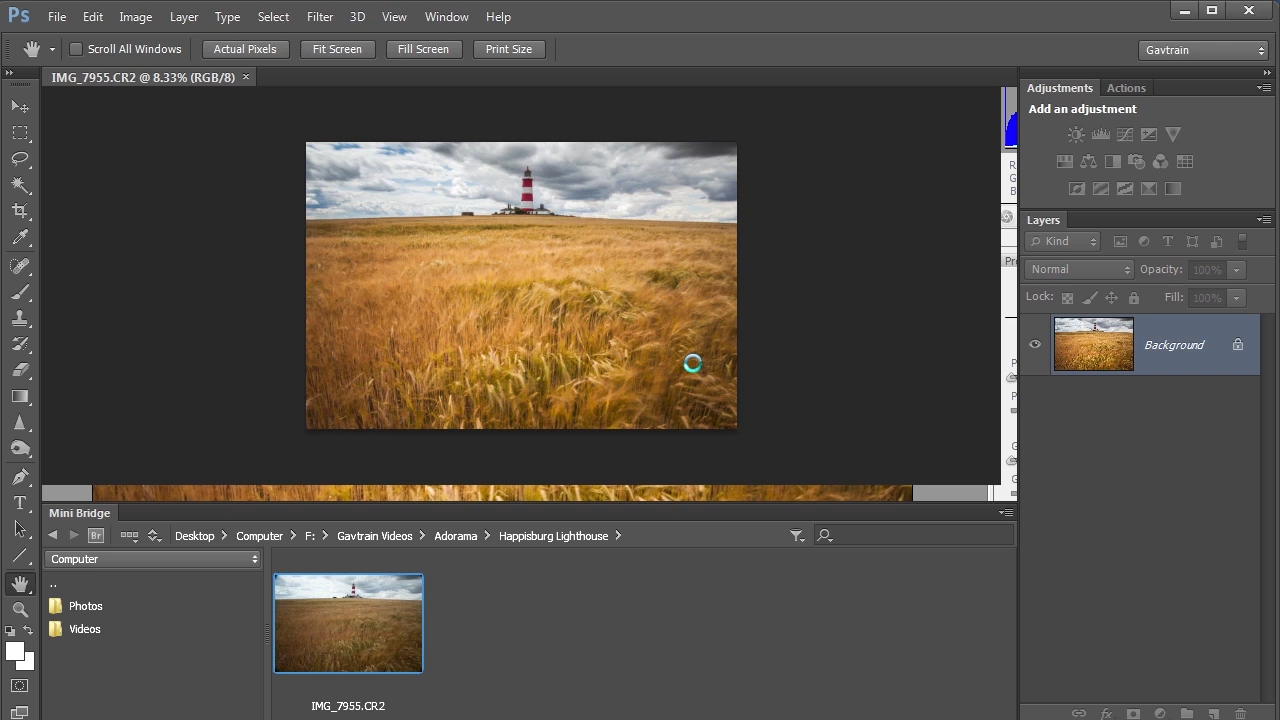 Ps File Edit Image Layer Type Select Filter 3D View Window Help
Scroll All Windows Actual Pixels Fit Screen Fill Screen Print Size Gavtrain
IMG_7955.CR2 @ 8.33% (RGB/8) ×
Adjustments Actions
Add an adjustment
R
G
B
Layers
Kind
Normal Opacity: 100%
Pr
Lock: Fill: 100%
Background
P
P
G
G
Mini Bridge
Br Desktop Computer F: Gavtrain Videos Adorama Happisburg Lighthouse
Computer
..
Photos
Videos
IMG_7955.CR2
fx